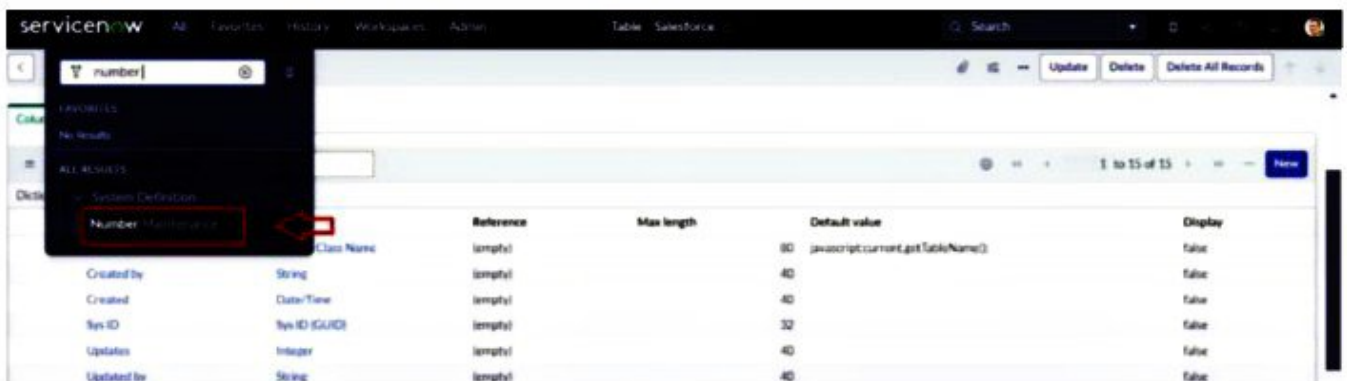 servicenow All Favorites History Workspaces Admin Table Salesforce Search
number
Update Delete Delete All Records
FAVORITES
No Results
ALL RESULTS
1 to 15 of 15 New
System Definition
Number Maintenance
Reference Max length Default value Display
Class Name (empty) 80 javascript:current.getTableName(); false
Created by String (empty) 40 false
Created Date/Time (empty) 40 false
Sys ID Sys ID (GUID) (empty) 32 false
Updates Integer (empty) 40 false
Updated by String (empty) 40 false